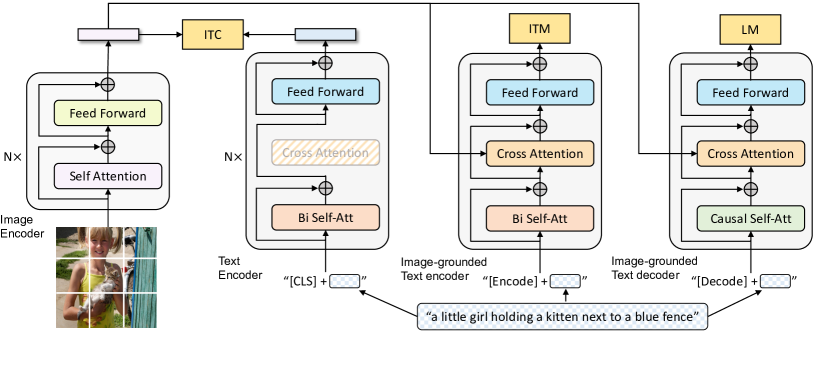 ITC
ITM
LM
Feed Forward
Self Attention
N×
Image
Encoder
Feed Forward
Cross Attention
Bi Self-Att
N×
Text
Encoder
"[CLS] + "
Feed Forward
Cross Attention
Bi Self-Att
Image-grounded
Text encoder
"[Encode] + "
Feed Forward
Cross Attention
Causal Self-Att
Image-grounded
Text decoder
"[Decode] + "
"a little girl holding a kitten next to a blue fence"